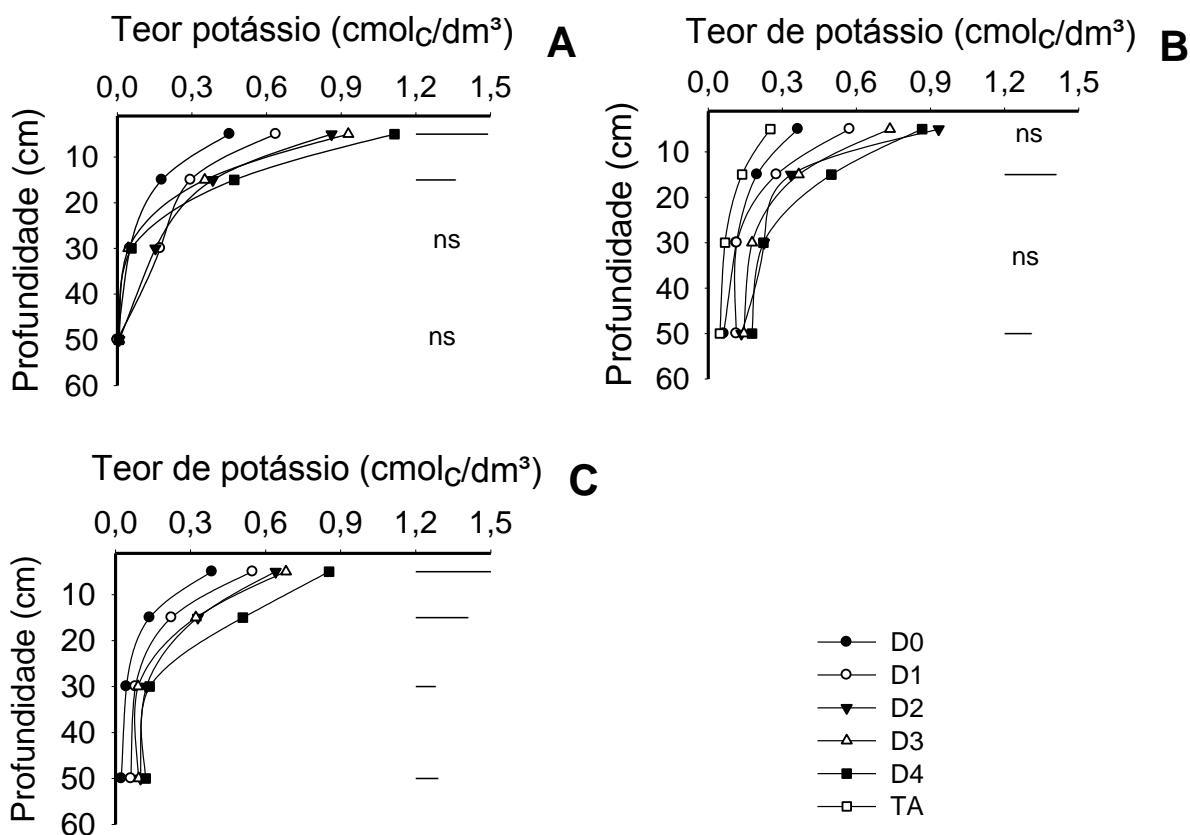 Teor potássio (cmolC/dm³)
A
0,0 0,3 0,6 0,9 1,2 1,5
Profundidade (cm)
10
20
30
40
50
60
ns
ns
Teor de potássio (cmolC/dm³)
B
0,0 0,3 0,6 0,9 1,2 1,5
Profundidade (cm)
10
20
30
40
50
60
ns
ns
Teor de potássio (cmolC/dm³)
C
0,0 0,3 0,6 0,9 1,2 1,5
Profundidade (cm)
10
20
30
40
50
60
D0
D1
D2
D3
D4
TA